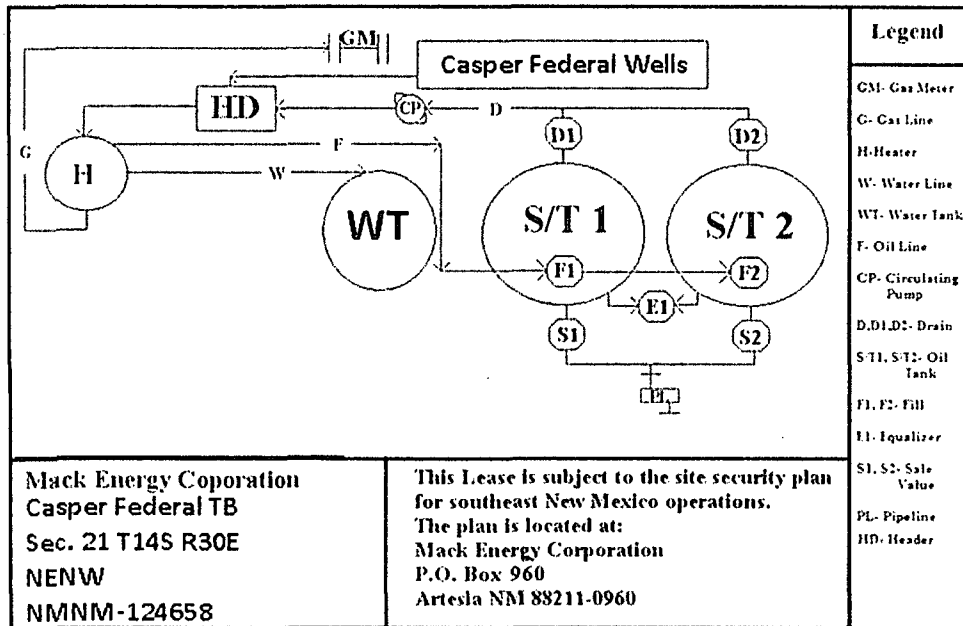 GM
Casper Federal Wells
HD
CP
D
D1
D2
G
H
F
W
WT
S/T 1
S/T 2
F1
F2
E1
S1
S2
PL
Legend
GM- Gas Meter
G- Gas Line
H-Heater
W- Water Line
WT- Water Tank
F- Oil Line
CP- Circulating
Pump
D,D1,D2- Drain
S/T1, S/T2- Oil
Tank
F1, F2- Fill
E1- Equalizer
S1, S2- Sale
Value
PL- Pipeline
HD- Header
Mack Energy Coporation
Casper Federal TB
Sec. 21 T14S R30E
NENW
NMNM-124658
This Lease is subject to the site security plan
for southeast New Mexico operations.
The plan is located at:
Mack Energy Corporation
P.O. Box 960
Artesia NM 88211-0960